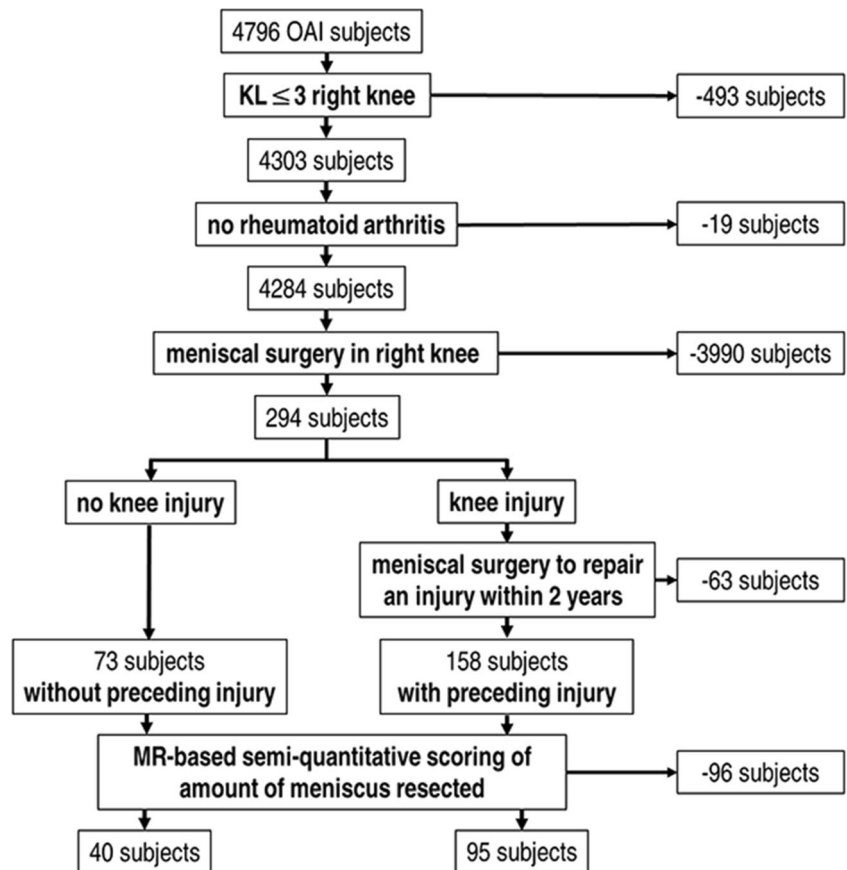 4796 OAI subjects
KL ≤ 3 right knee
-493 subjects
4303 subjects
no rheumatoid arthritis
-19 subjects
4284 subjects
meniscal surgery in right knee
-3990 subjects
294 subjects
no knee injury
knee injury
meniscal surgery to repair
an injury within 2 years
-63 subjects
73 subjects
without preceding injury
158 subjects
with preceding injury
MR-based semi-quantitative scoring of
amount of meniscus resected
-96 subjects
40 subjects
95 subjects